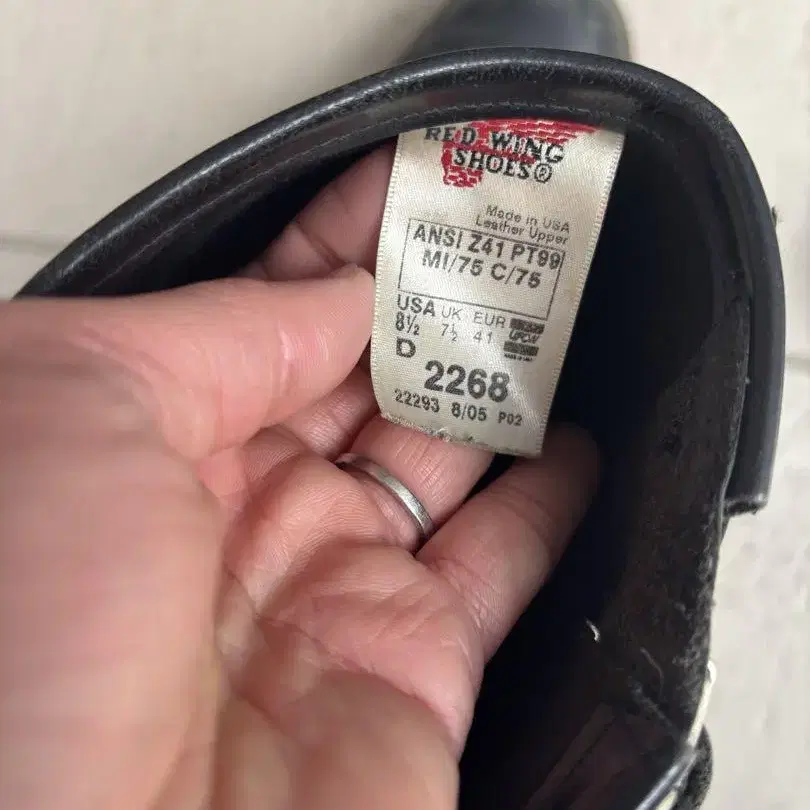 RED WING
SHOES®
Made in USA
Leather Upper
ANSI Z41 PT99
MI/75 C/75
USA UK EUR
8½ 7½ 41
D
UFCW
2268
22293 8/05 P02